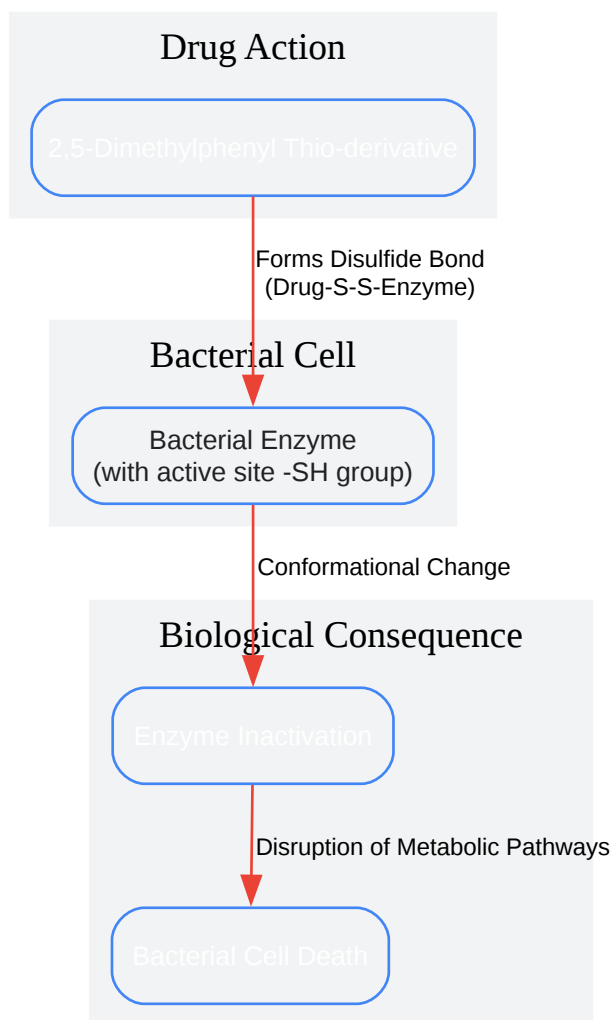 Drug Action
2,5-Dimethylphenyl Thio-derivative
Forms Disulfide Bond
(Drug-S-S-Enzyme)
Bacterial Cell
Bacterial Enzyme
(with active site -SH group)
Conformational Change
Biological Consequence
Enzyme Inactivation
Disruption of Metabolic Pathways
Bacterial Cell Death